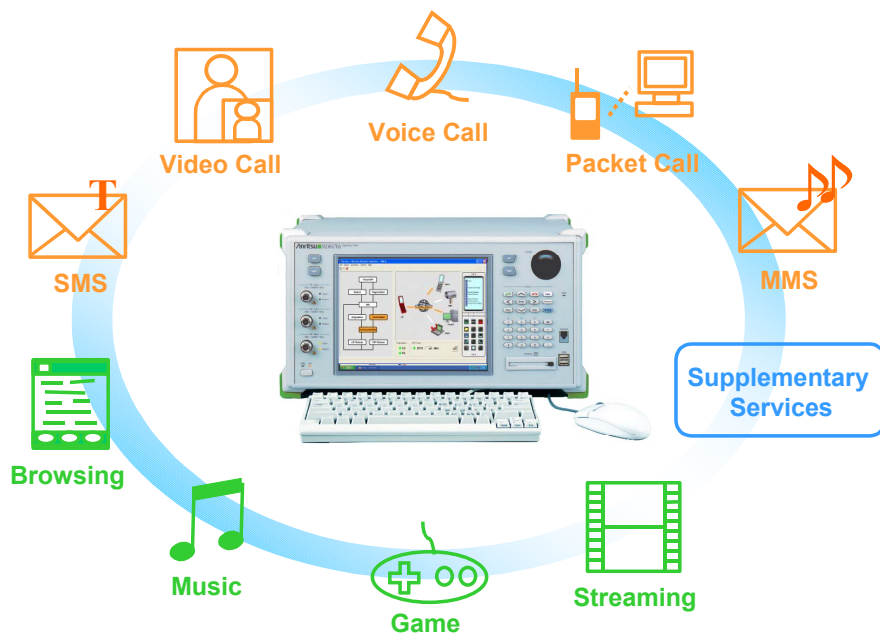 Voice Call
Video Call
Packet Call
T
SMS
MMS
Anritsu
Supplementary
Services
Browsing
Music
Game
Streaming